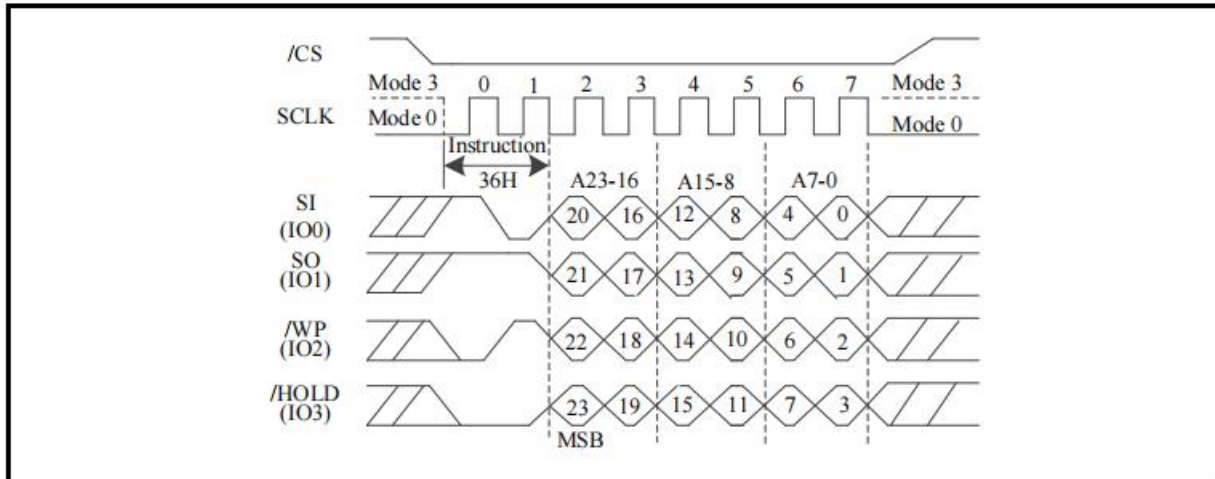 /CS
Mode 3 0 1 2 3 4 5 6 7 Mode 3
SCLK
Mode 0 Mode 0
Instruction
36H A23-16 A15-8 A7-0
SI
(IO0) 20 16 12 8 4 0
SO
(IO1) 21 17 13 9 5 1
/WP
(IO2) 22 18 14 10 6 2
/HOLD
(IO3) 23 19 15 11 7 3
MSB